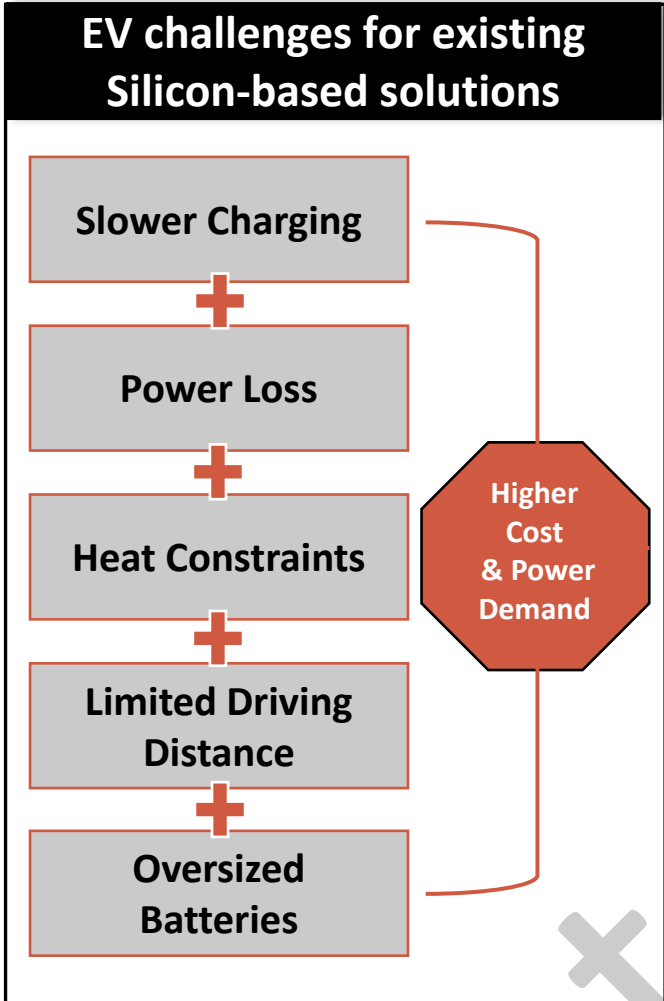 EV challenges for existing
Silicon-based solutions
Slower Charging
Power Loss
Heat Constraints
Limited Driving
Distance
Oversized
Batteries
Higher
Cost
& Power
Demand